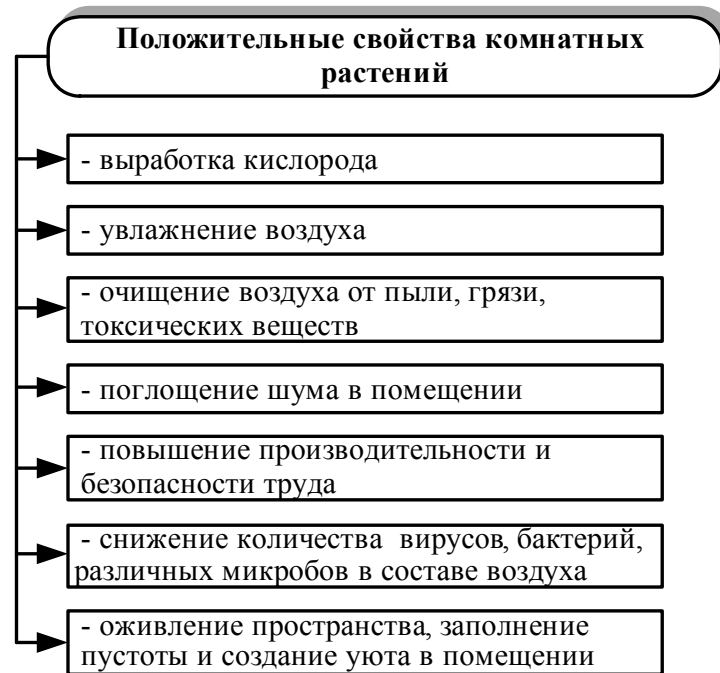 Положительные свойства комнатных
растений
- выработка кислорода
- увлажнение воздуха
- очищение воздуха от пыли, грязи,
токсических веществ
- поглощение шума в помещении
- повышение производительности и
безопасности труда
- снижение количества вирусов, бактерий,
различных микробов в составе воздуха
- оживление пространства, заполнение
пустоты и создание уюта в помещении